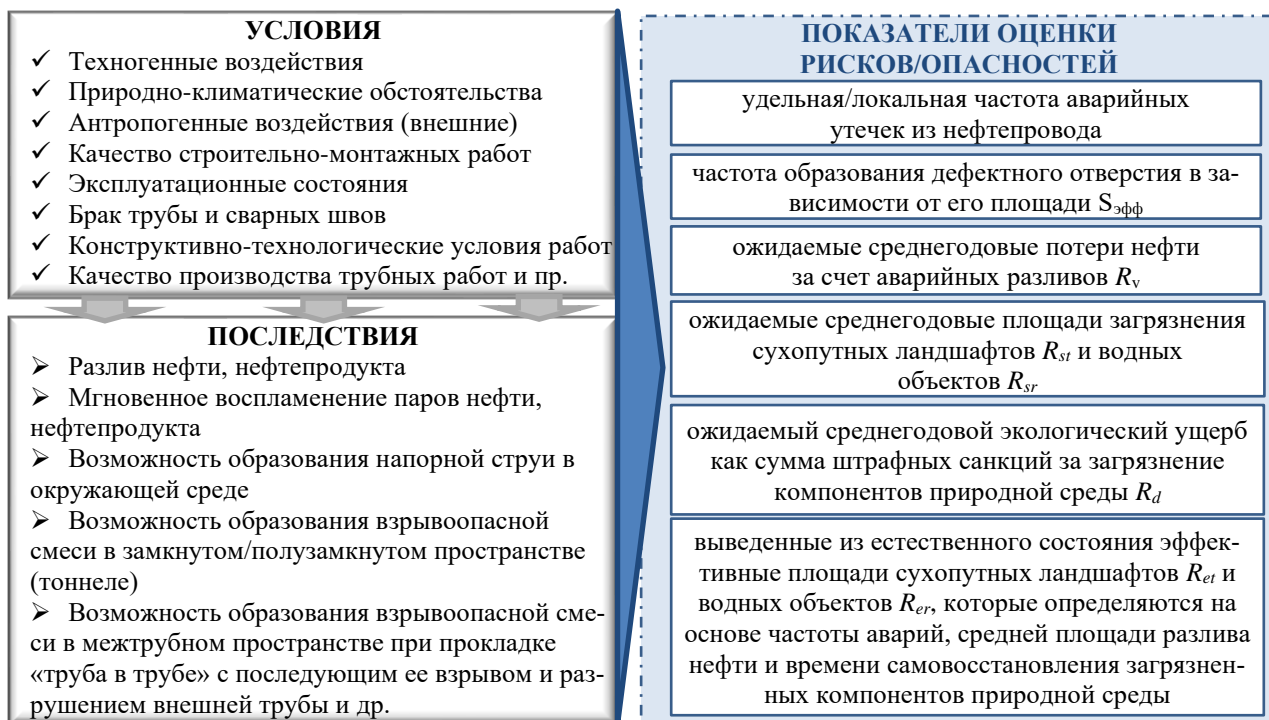 УСЛОВИЯ
✓ Техногенные воздействия
✓ Природно-климатические обстоятельства
✓ Антропогенные воздействия (внешние)
✓ Качество строительно-монтажных работ
✓ Эксплуатационные состояния
✓ Брак трубы и сварных швов
✓ Конструктивно-технологические условия работ
✓ Качество производства трубных работ и пр.
ПОСЛЕДСТВИЯ
➢ Разлив нефти, нефтепродукта
➢ Мгновенное воспламенение паров нефти,
нефтепродукта
➢ Возможность образования напорной струи в
окружающей среде
➢ Возможность образования взрывоопасной
смеси в замкнутом/полузамкнутом пространстве
(тоннеле)
➢ Возможность образования взрывоопасной сме-
си в межтрубном пространстве при прокладке
«труба в трубе» с последующим ее взрывом и раз-
рушением внешней трубы и др.
ПОКАЗАТЕЛИ ОЦЕНКИ
РИСКОВ/ОПАСНОСТЕЙ
удельная/локальная частота аварийных
утечек из нефтепровода
частота образования дефектного отверстия в за-
висимости от его площади Sэфф
ожидаемые среднегодовые потери нефти
за счет аварийных разливов Rv
ожидаемые среднегодовые площади загрязнения
сухопутных ландшафтов Rst и водных
объектов Rsr
ожидаемый среднегодовой экологический ущерб
как сумма штрафных санкций за загрязнение
компонентов природной среды Rd
выведенные из естественного состояния эффек-
тивные площади сухопутных ландшафтов Ret и
водных объектов Rer, которые определяются на
основе частоты аварий, средней площади разлива
нефти и времени самовосстановления загрязнен-
ных компонентов природной среды